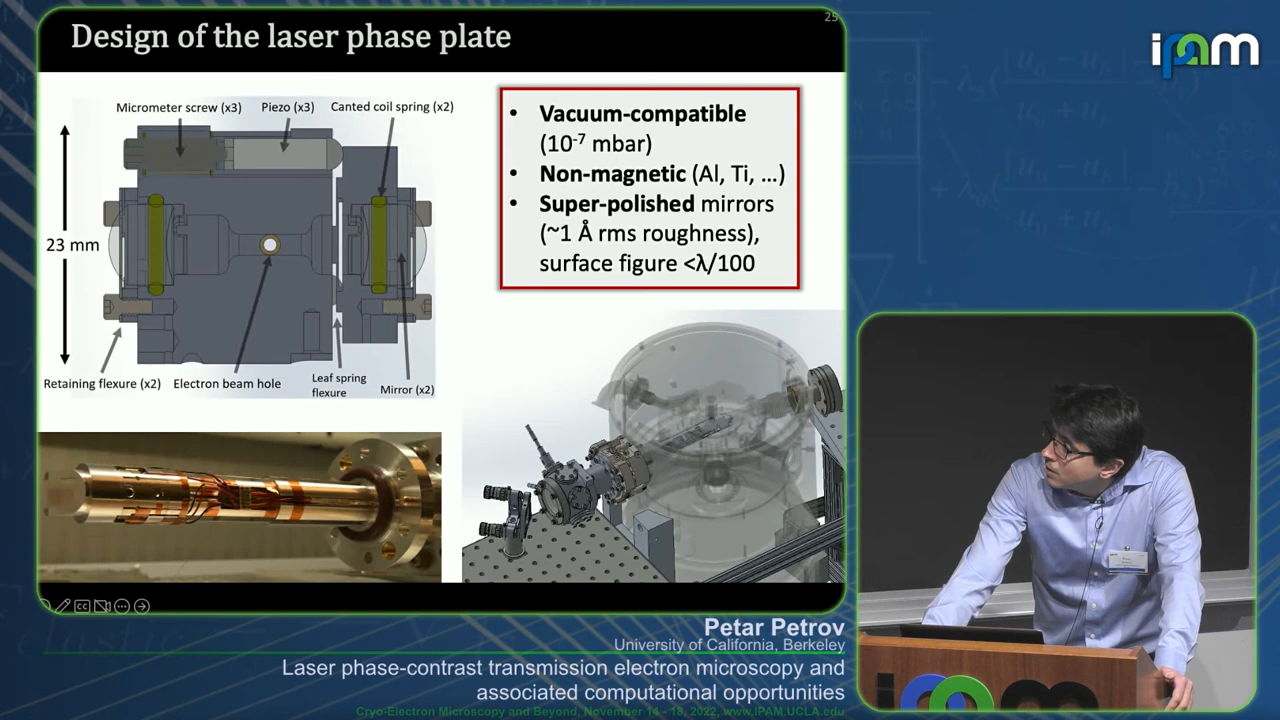 Design of the laser phase plate
25
ipam
Micrometer screw (x3)
Piezo (x3)
Canted coil spring (x2)
23 mm
Retaining flexure (x2)
Electron beam hole
Leaf spring
flexure
Mirror (x2)
• Vacuum-compatible
(10⁻⁷ mbar)
• Non-magnetic (Al, Ti, ...)
• Super-polished mirrors
(~1 Å rms roughness),
surface figure <λ/100
CC
Petar Petrov
University of California, Berkeley
Laser phase-contrast transmission electron microscopy and
associated computational opportunities
Cryo-Electron Microscopy and Beyond, November 14 - 18, 2022, www.IPAM.UCLA.edu